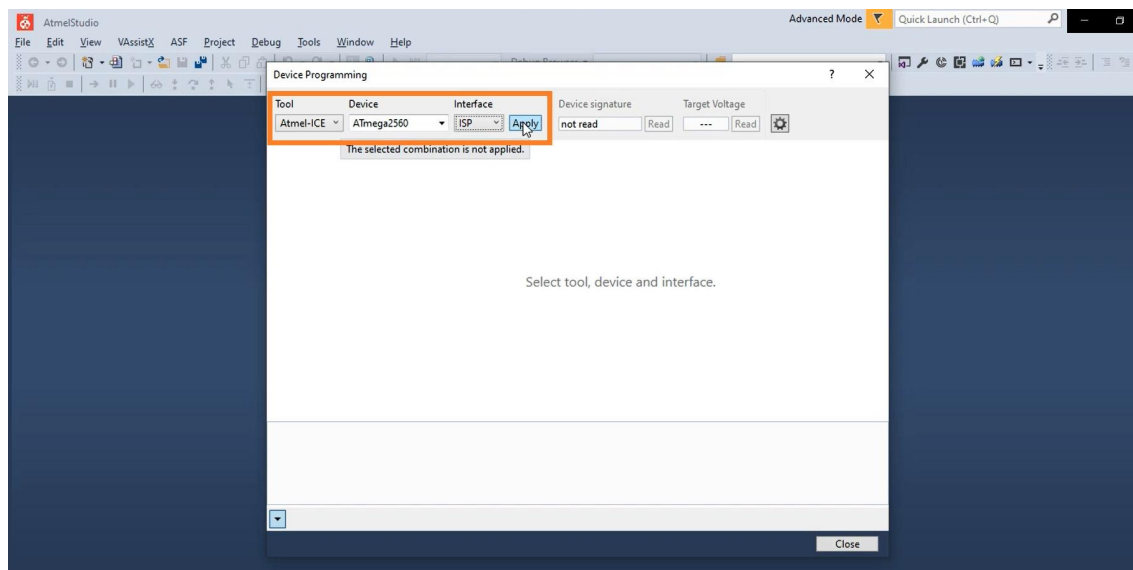 AtmelStudio
Advanced Mode
Quick Launch (Ctrl+Q)
File Edit View VAssistX ASF Project Debug Tools Window Help
Device Programming
? 
Tool Device Interface Device signature Target Voltage
Atmel-ICE ATmega2560 ISP Apply not read Read --- Read
The selected combination is not applied.
Select tool, device and interface.
Close